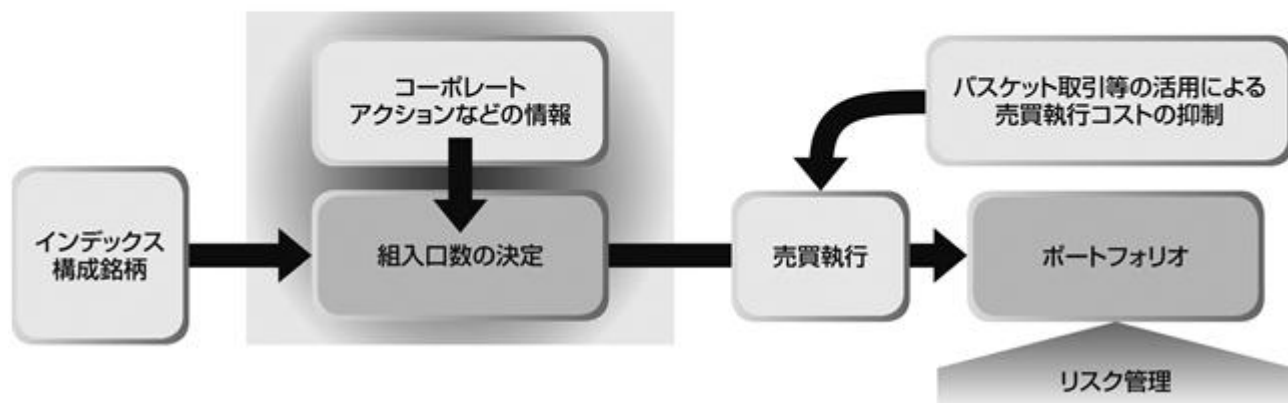 コーポレート
アクションなどの情報
バスケット取引等の活用による
売買執行コストの抑制
インデックス
構成銘柄
組入口数の決定
売買執行
ポートフォリオ
リスク管理